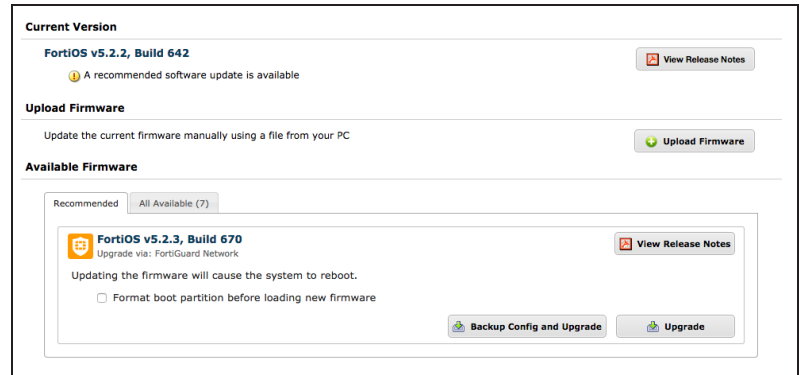 Current Version
FortiOS v5.2.2, Build 642
View Release Notes
A recommended software update is available
Upload Firmware
Update the current firmware manually using a file from your PC
Upload Firmware
Available Firmware
Recommended
All Available (7)
FortiOS v5.2.3, Build 670
View Release Notes
Upgrade via: FortiGuard Network
Updating the firmware will cause the system to reboot.
Format boot partition before loading new firmware
Backup Config and Upgrade
Upgrade